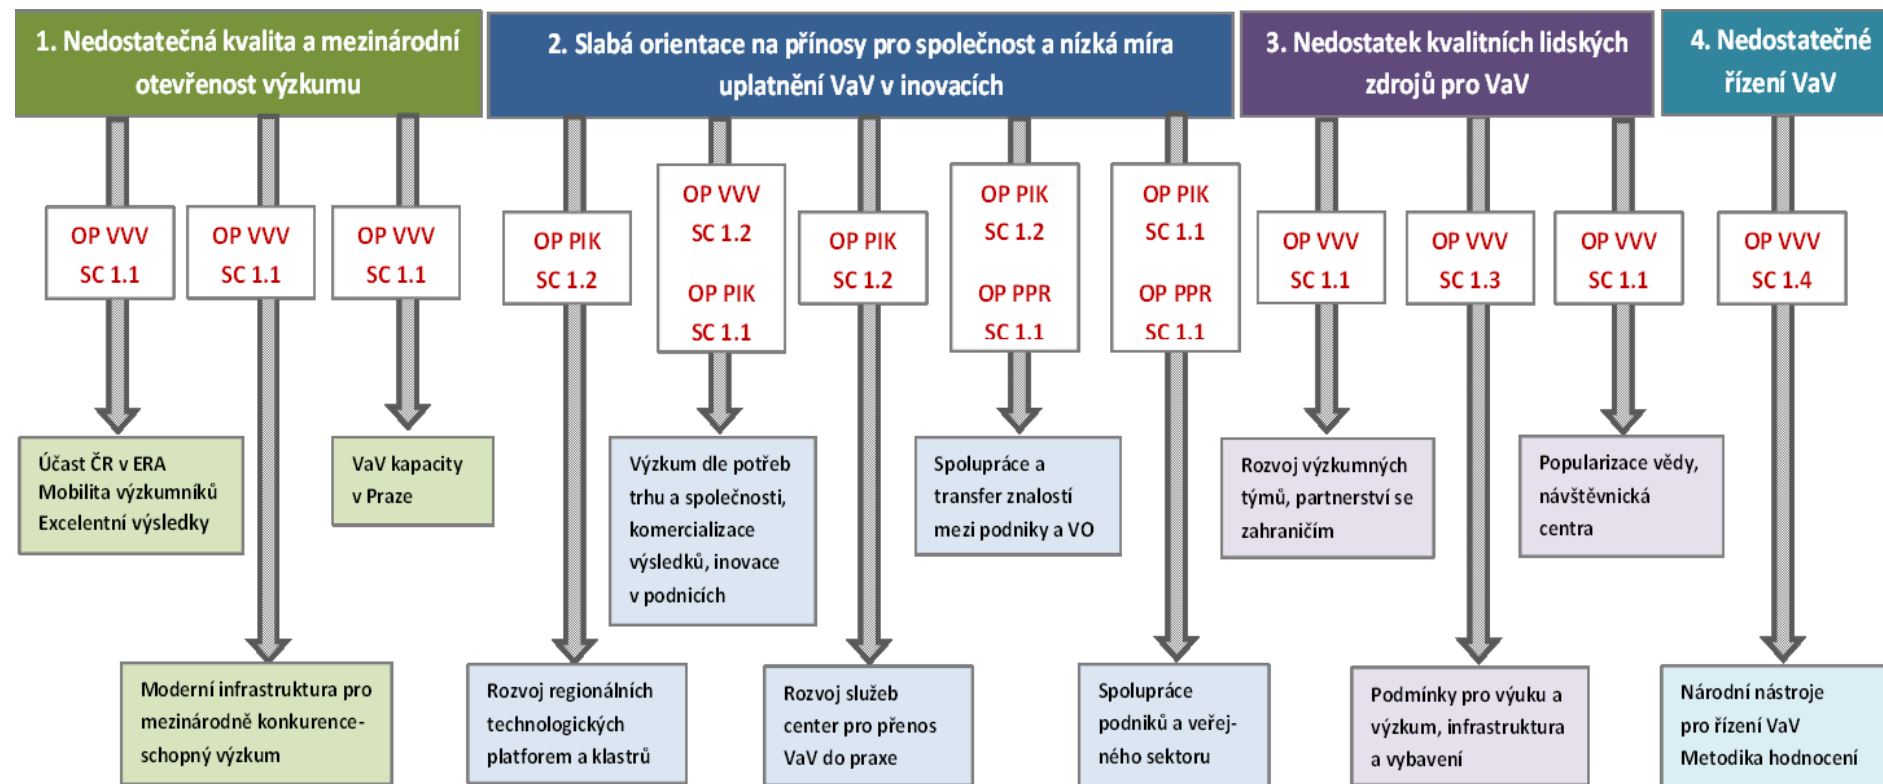 1. Nedostatečná kvalita a mezinárodní
otevřenost výzkumu
2. Slabá orientace na přínosy pro společnost a nízká míra
uplatnění VaV v inovacích
3. Nedostatek kvalitních lidských
zdrojů pro VaV
4. Nedostatečné
řízení VaV
OP VVV
SC 1.1
OP VVV
SC 1.1
OP VVV
SC 1.1
OP PIK
SC 1.2
OP VVV
SC 1.2
OP PIK
SC 1.1
OP PIK
SC 1.2
OP PIK
SC 1.2
OP PPR
SC 1.1
OP PIK
SC 1.1
OP PPR
SC 1.1
OP VVV
SC 1.1
OP VVV
SC 1.3
OP VVV
SC 1.1
OP VVV
SC 1.4
Účast ČR v ERA
Mobilita výzkumníků
Excelentní výsledky
VaV kapacity
v Praze
Výzkum dle potřeb
trhu a společnosti,
komercializace
výsledků, inovace
v podnicích
Spolupráce a
transfer znalostí
mezi podniky a VO
Rozvoj výzkumných
týmů, partnerství se
zahraničím
Popularizace vědy,
návštěvnická
centra
Moderní infrastruktura pro
mezinárodně konkurence-
schopný výzkum
Rozvoj regionálních
technologických
platforem a klastrů
Rozvoj služeb
center pro přenos
VaV do praxe
Spolupráce
podniků a veřej-
ného sektoru
Podmínky pro výuku a
výzkum, infrastruktura
a vybavení
Národní nástroje
pro řízení VaV
Metodika hodnocení